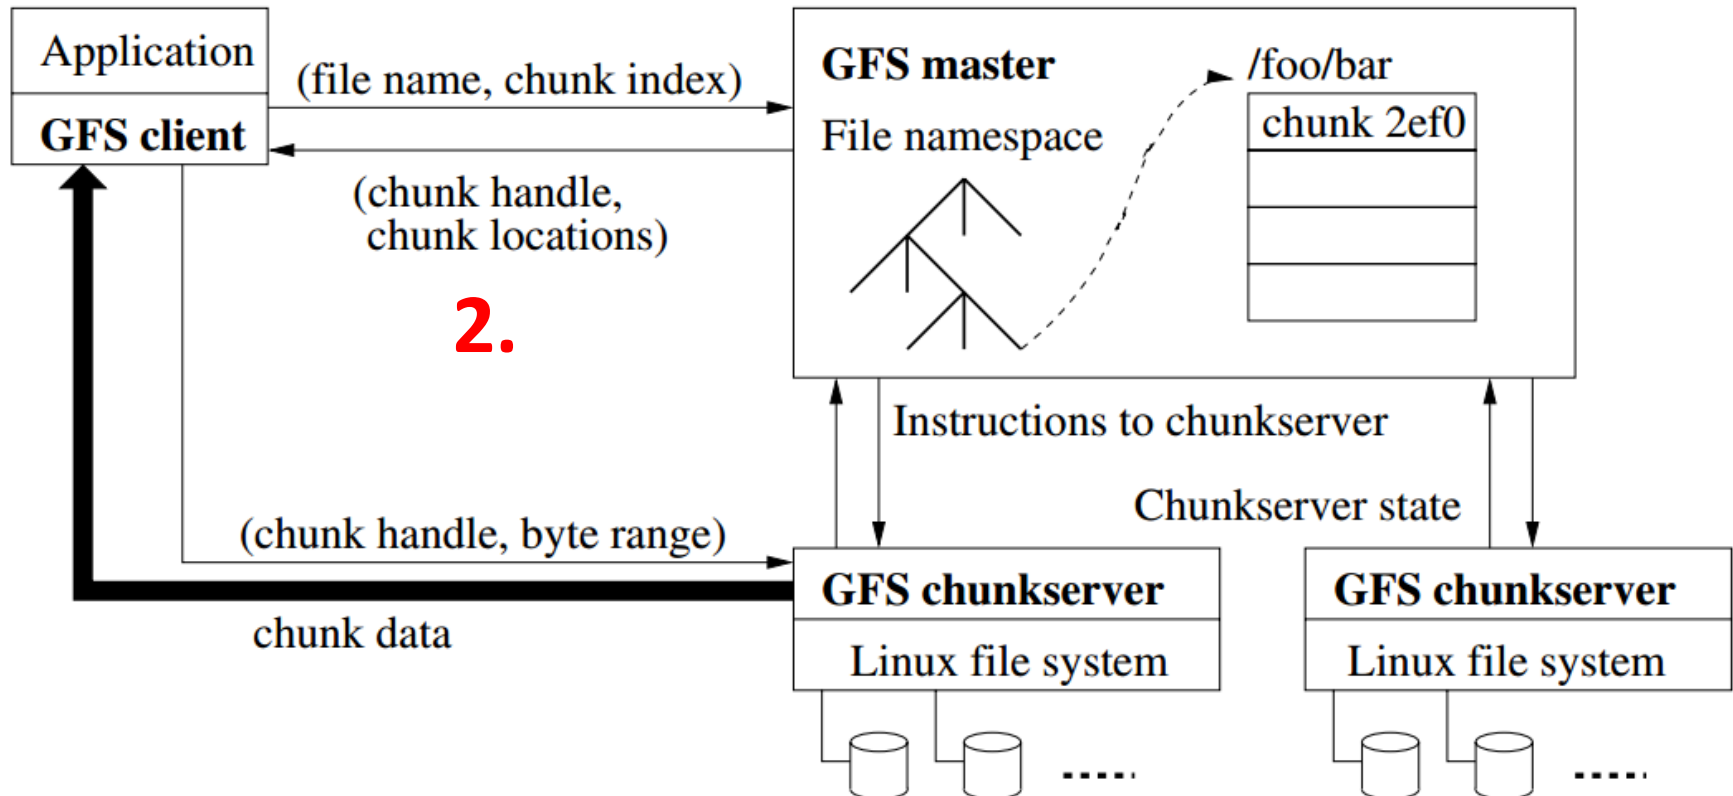 Application
GFS client
(file name, chunk index)
(chunk handle,
chunk locations)
2.
GFS master
File namespace
/foo/bar
chunk 2ef0
Instructions to chunkserver
Chunkserver state
(chunk handle, byte range)
chunk data
GFS chunkserver
Linux file system
GFS chunkserver
Linux file system